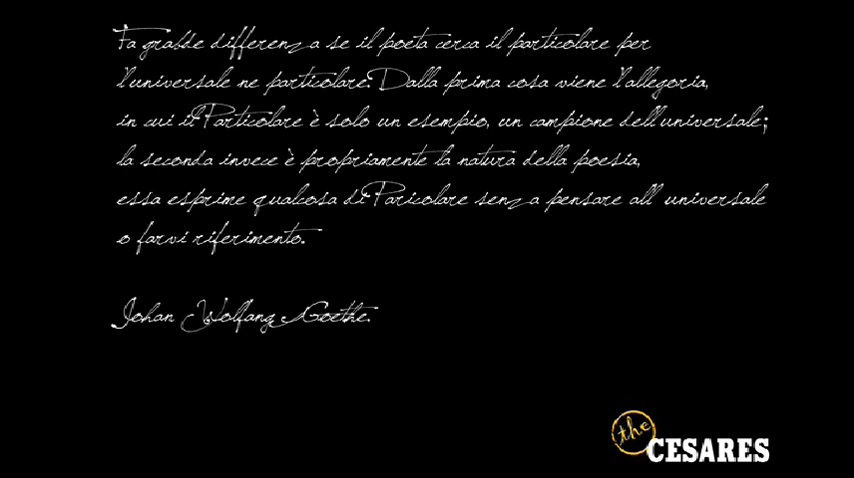 Fa grabde differenza se il poeta cerca il particolare per
l'universale ne particolare. Dalla prima cosa viene l'allegoria,
in cui il Particolare è solo un esempio, un campione dell'universale;
la seconda invece è propriamente la natura della poesia,
essa esprime qualcosa di Paricolare senza pensare all' universale
o farvi riferimento.
Johan Wolfang Goethe.
the
CESARES